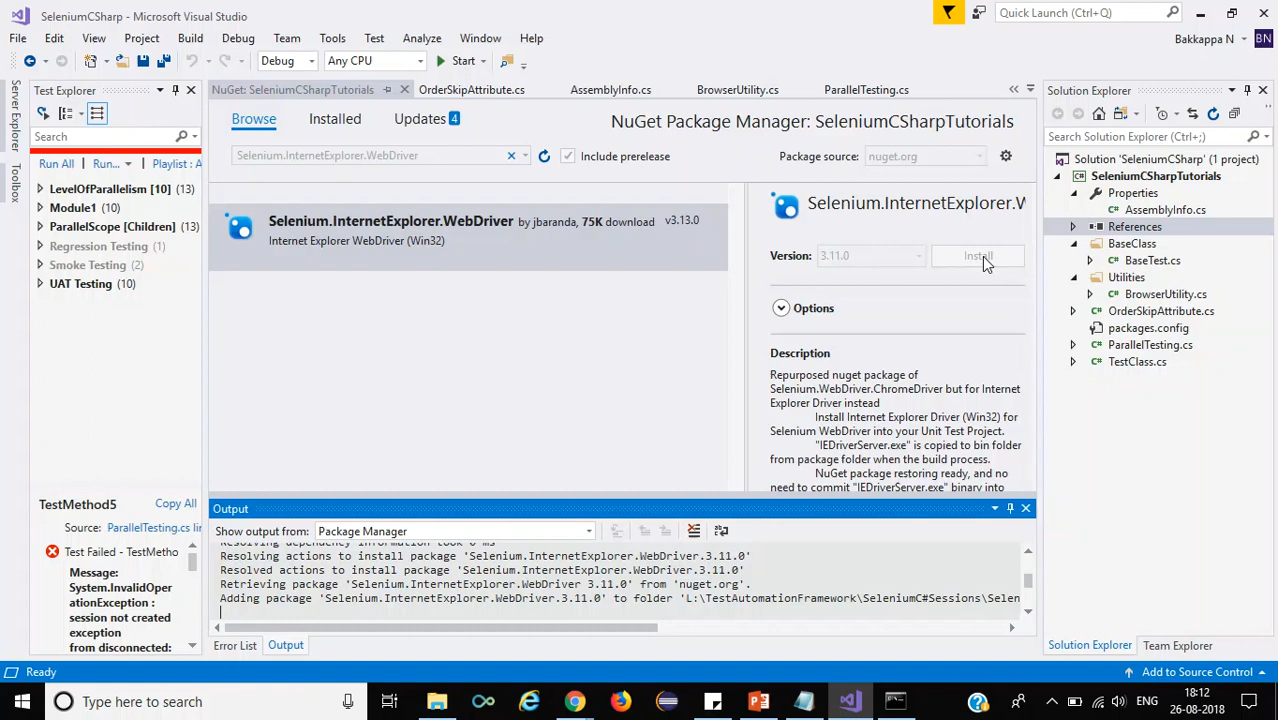 SeleniumCSharp - Microsoft Visual Studio
Quick Launch (Ctrl+Q)
File Edit View Project Build Debug Team Tools Test Analyze Window Help
Bakkappa N BN
Debug Any CPU Start
Server Explorer
Toolbox
Test Explorer
Search
Run All Run... Playlist :
LevelOfParallelism [10] (13)
Module1 (10)
ParallelScope [Children] (13)
Regression Testing (2)
Smoke Testing (2)
UAT Testing (10)
TestMethod5 Copy All
Source: ParallelTesting.cs
Test Failed - TestMetho
Message:
System.InvalidOper
ationException :
session not created
exception
from disconnected:
NuGet: SeleniumCSharpTutorials OrderSkipAttribute.cs AssemblyInfo.cs BrowserUtility.cs ParallelTesting.cs
Browse Installed Updates 4
NuGet Package Manager: SeleniumCSharpTutorials
Selenium.InternetExplorer.WebDriver
Include prerelease
Package source: nuget.org
Selenium.InternetExplorer.WebDriver by jbaranda, 75K download v3.13.0
Internet Explorer WebDriver (Win32)
Selenium.InternetExplorer.W
Version: 3.11.0 Install
Options
Description
Repurposed nuget package of
Selenium.WebDriver.ChromeDriver but for Internet
Explorer Driver instead
Install Internet Explorer Driver (Win32) for
Selenium WebDriver into your Unit Test Project.
"IEDriverServer.exe" is copied to bin folder
from package folder when the build process.
NuGet package restoring ready, and no
need to commit "IEDriverServer.exe" binary into
Output
Show output from: Package Manager
Resolving dependency information took 0 ms
Resolving actions to install package 'Selenium.InternetExplorer.WebDriver.3.11.0'
Resolved actions to install package 'Selenium.InternetExplorer.WebDriver.3.11.0'
Retrieving package 'Selenium.InternetExplorer.WebDriver 3.11.0' from 'nuget.org'.
Adding package 'Selenium.InternetExplorer.WebDriver.3.11.0' to folder 'L:\TestAutomationFramework\SeleniumC#Sessions\Selen
Error List Output
Solution Explorer
Search Solution Explorer (Ctrl+;)
Solution 'SeleniumCSharp' (1 project)
SeleniumCSharpTutorials
Properties
AssemblyInfo.cs
References
BaseClass
BaseTest.cs
Utilities
BrowserUtility.cs
OrderSkipAttribute.cs
packages.config
ParallelTesting.cs
TestClass.cs
Solution Explorer Team Explorer
Ready
Add to Source Control
Type here to search
ENG
18:12
26-08-2018